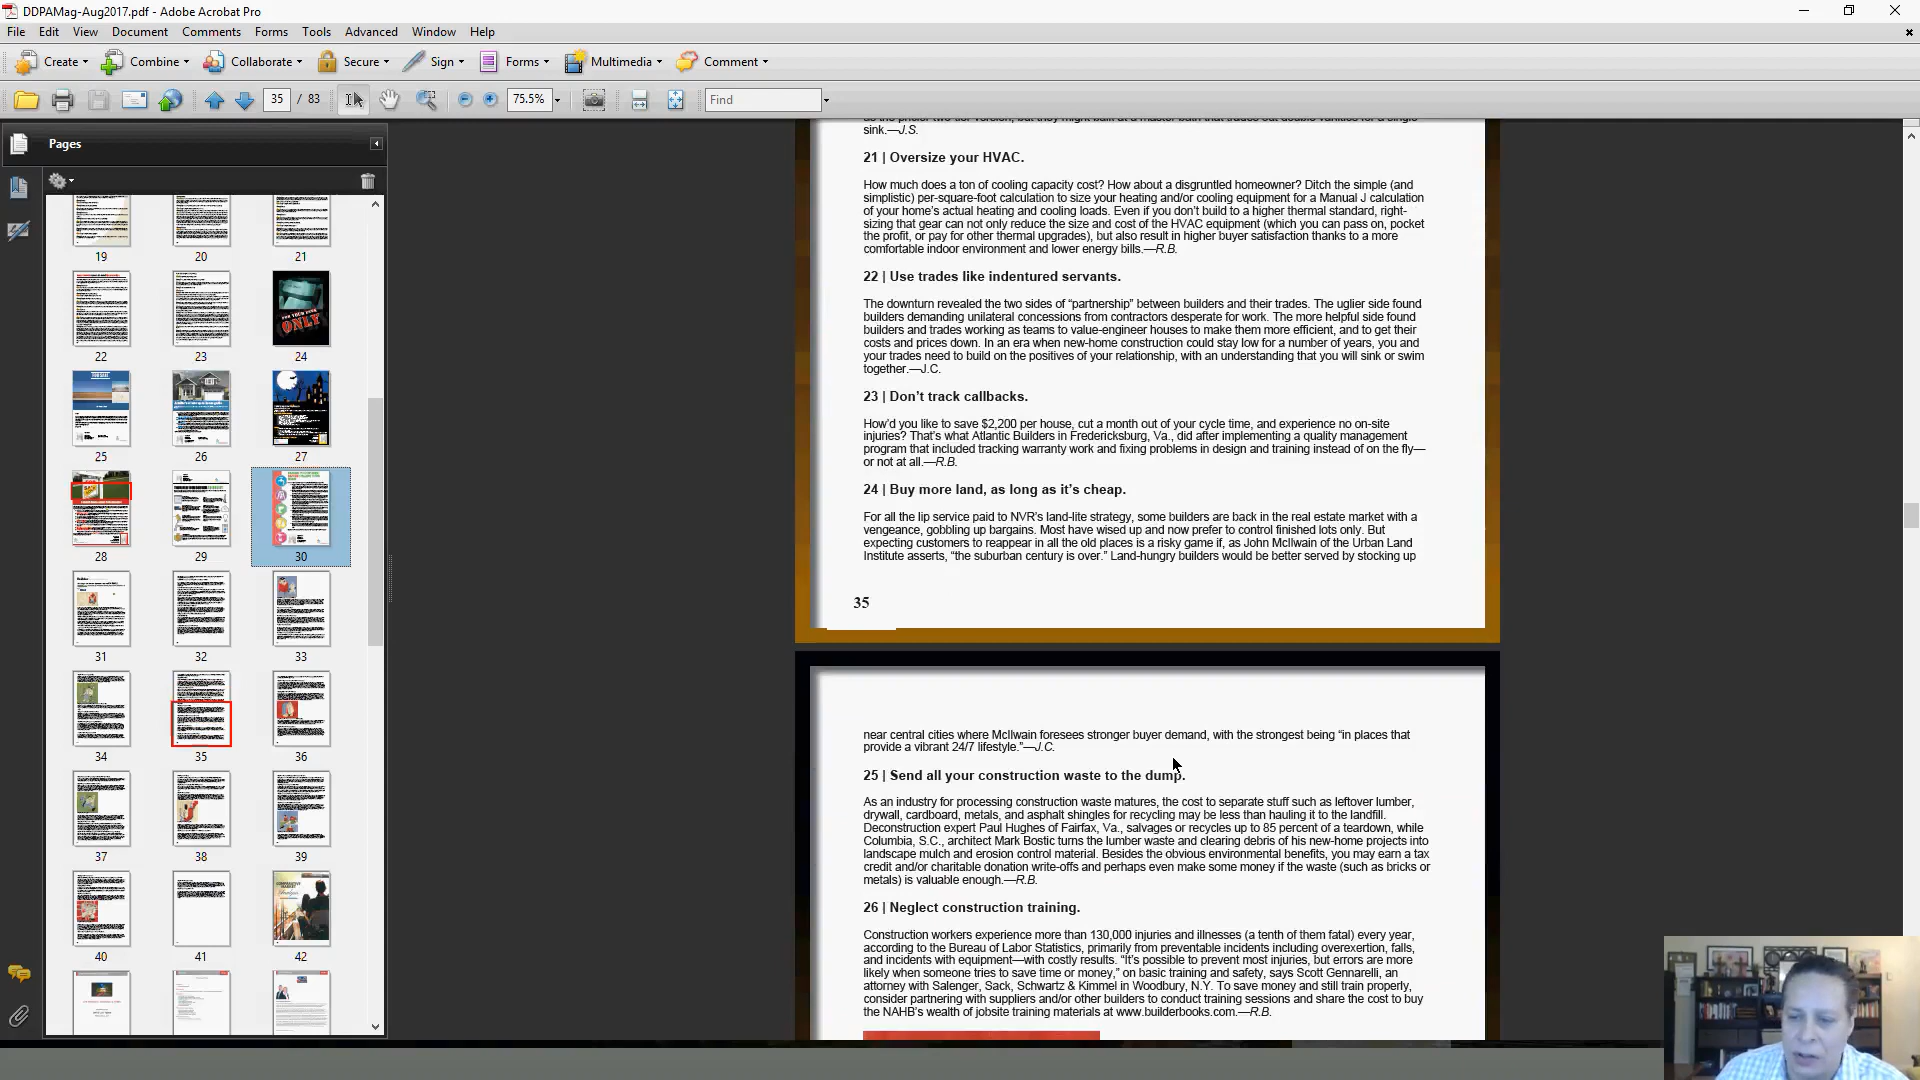 DDPAMag-Aug2017.pdf - Adobe Acrobat Pro
File Edit View Document Comments Forms Tools Advanced Window Help
Create Combine Collaborate Secure Sign Forms Multimedia Comment
35 / 83 75.5% Find
Pages
19 20 21
22 23 24
25 26 27
28 29 30
31 32 33
34 35 36
37 38 39
40 41 42
sink.—J.S.
21 | Oversize your HVAC.
How much does a ton of cooling capacity cost? How about a disgruntled homeowner? Ditch the simple (and
simplistic) per-square-foot calculation to size your heating and/or cooling equipment for a Manual J calculation
of your home's actual heating and cooling loads. Even if you don't build to a higher thermal standard, right-
sizing that gear can not only reduce the size and cost of the HVAC equipment (which you can pass on, pocket
the profit, or pay for other thermal upgrades), but also result in higher buyer satisfaction thanks to a more
comfortable indoor environment and lower energy bills.—R.B.
22 | Use trades like indentured servants.
The downturn revealed the two sides of “partnership” between builders and their trades. The uglier side found
builders demanding unilateral concessions from contractors desperate for work. The more helpful side found
builders and trades working as teams to value-engineer houses to make them more efficient, and to get their
costs and prices down. In an era when new-home construction could stay low for a number of years, you and
your trades need to build on the positives of your relationship, with an understanding that you will sink or swim
together.—J.C.
23 | Don't track callbacks.
How'd you like to save $2,200 per house, cut a month out of your cycle time, and experience no on-site
injuries? That's what Atlantic Builders in Fredericksburg, Va., did after implementing a quality management
program that included tracking warranty work and fixing problems in design and training instead of on the fly—
or not at all.—R.B.
24 | Buy more land, as long as it's cheap.
For all the lip service paid to NVR's land-lite strategy, some builders are back in the real estate market with a
vengeance, gobbling up bargains. Most have wised up and now prefer to control finished lots only. But
expecting customers to reappear in all the old places is a risky game if, as John McIlwain of the Urban Land
Institute asserts, “the suburban century is over.” Land-hungry builders would be better served by stocking up
35
near central cities where McIlwain foresees stronger buyer demand, with the strongest being “in places that
provide a vibrant 24/7 lifestyle.”—J.C.
25 | Send all your construction waste to the dump.
As an industry for processing construction waste matures, the cost to separate stuff such as leftover lumber,
drywall, cardboard, metals, and asphalt shingles for recycling may be less than hauling it to the landfill.
Deconstruction expert Paul Hughes of Fairfax, Va., salvages or recycles up to 85 percent of a teardown, while
Columbia, S.C., architect Mark Bostic turns the lumber waste and clearing debris of his new-home projects into
landscape mulch and erosion control material. Besides the obvious environmental benefits, you may earn a tax
credit and/or charitable donation write-offs and perhaps even make some money if the waste (such as bricks or
metals) is valuable enough.—R.B.
26 | Neglect construction training.
Construction workers experience more than 130,000 injuries and illnesses (a tenth of them fatal) every year,
according to the Bureau of Labor Statistics, primarily from preventable incidents including overexertion, falls,
and incidents with equipment—with costly results. “It's possible to prevent most injuries, but errors are more
likely when someone tries to save time or money,” on basic training and safety, says Scott Gennarelli, an
attorney with Salenger, Sack, Schwartz & Kimmel in Woodbury, N.Y. To save money and still train properly,
consider partnering with suppliers and/or other builders to conduct training sessions and share the cost to buy
the NAHB's wealth of jobsite training materials at www.builderbooks.com.—R.B.